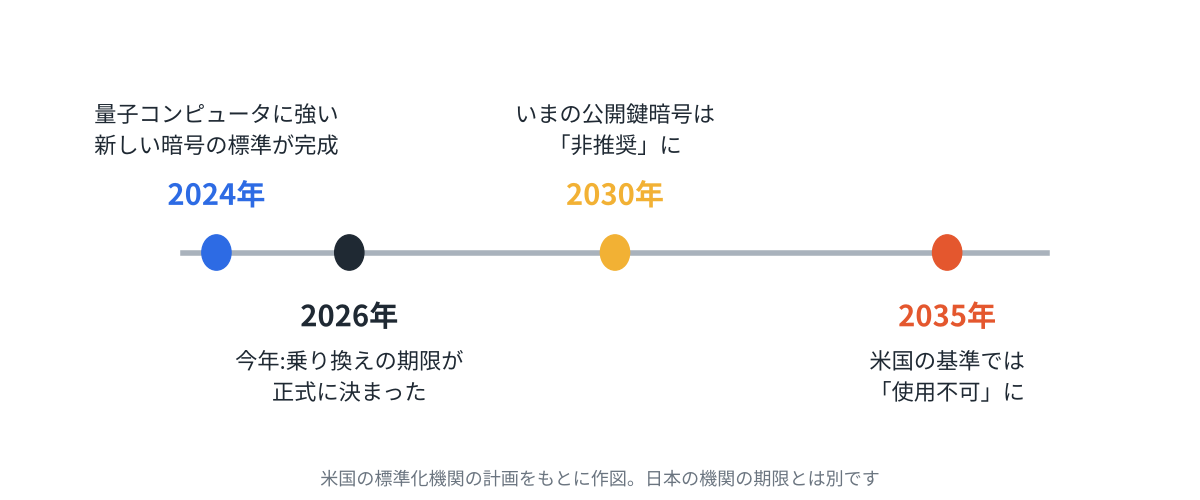 量子コンピュータに強い
新しい暗号の標準が完成
2024年
いまの公開鍵暗号は
「非推奨」に
2030年
2026年
今年:乗り換えの期限が
正式に決まった
2035年
米国の基準では
「使用不可」に
米国の標準化機関の計画をもとに作図。日本の機関の期限とは別です